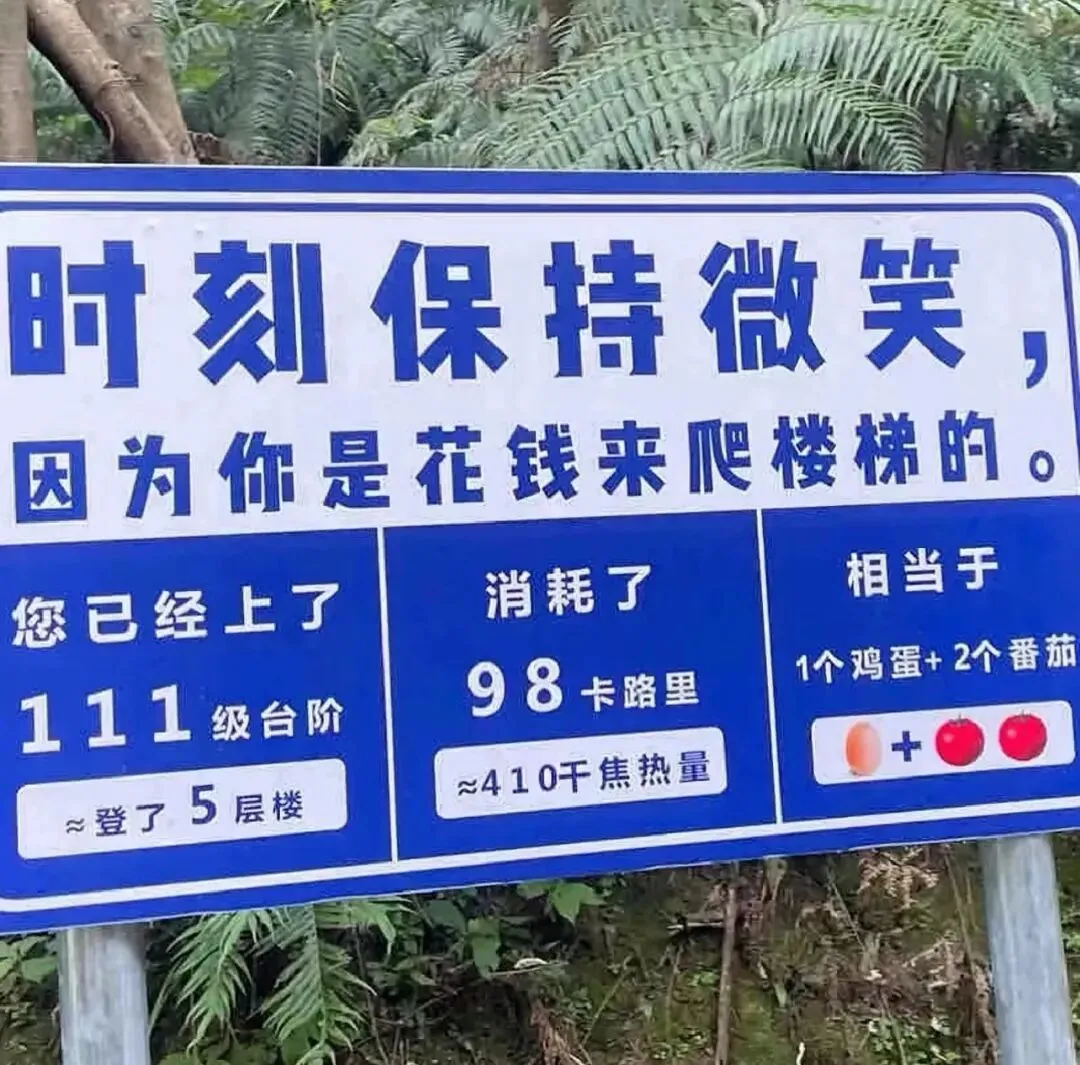 时刻保持微笑，
因为你是花钱来爬楼梯的。
您已经上了
111级台阶
≈登了5层楼
消耗了
98卡路里
≈410千焦热量
相当于
1个鸡蛋+2个番茄
+